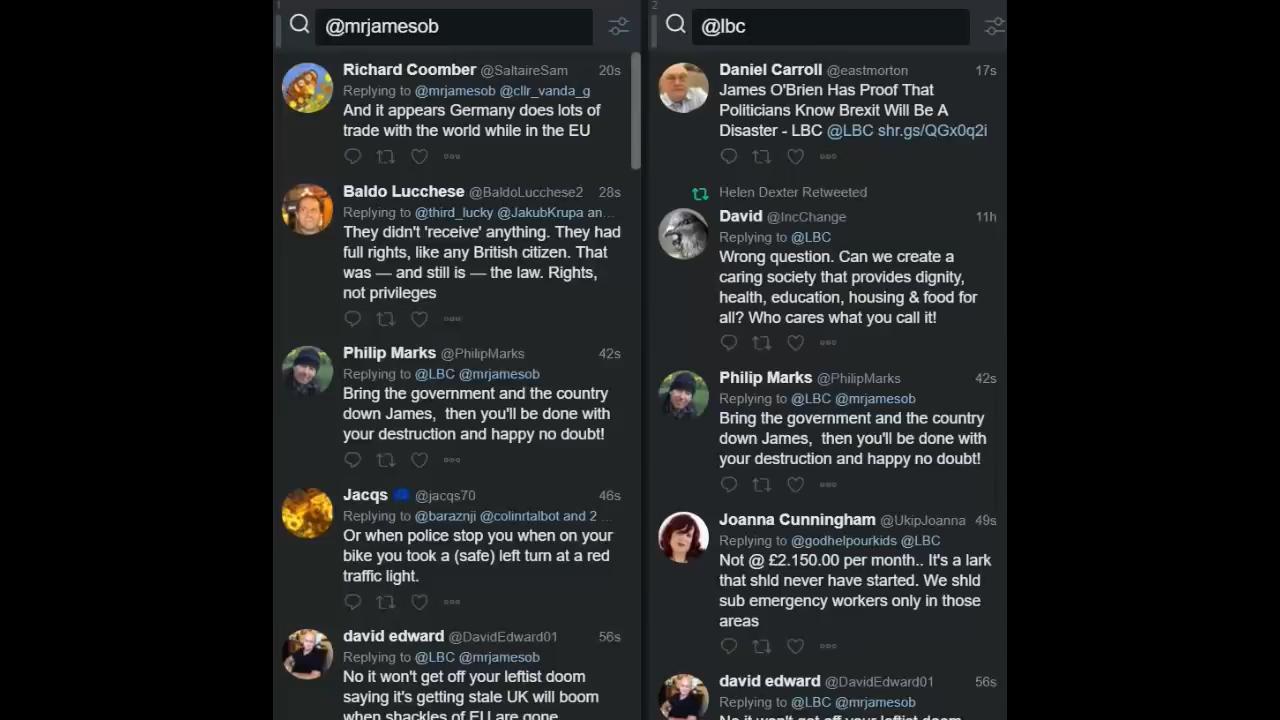 1
@mrjamesob
Richard Coomber @SaltaireSam 20s
Replying to @mrjamesob @cllr_vanda_g
And it appears Germany does lots of
trade with the world while in the EU
Baldo Lucchese @BaldoLucchese2 28s
Replying to @third_lucky @JakubKrupa an...
They didn't 'receive' anything. They had
full rights, like any British citizen. That
was — and still is — the law. Rights,
not privileges
Philip Marks @PhilipMarks 42s
Replying to @LBC @mrjamesob
Bring the government and the country
down James,  then you'll be done with
your destruction and happy no doubt!
Jacqs @jacqs70 46s
Replying to @baraznji @colinrtalbot and 2 ...
Or when police stop you when on your
bike you took a (safe) left turn at a red
traffic light.
david edward @DavidEdward01 56s
Replying to @LBC @mrjamesob
No it won't get off your leftist doom
saying it's getting stale UK will boom
when shackles of EU are gone
2
@lbc
Daniel Carroll @eastmorton 17s
James O'Brien Has Proof That
Politicians Know Brexit Will Be A
Disaster - LBC @LBC shr.gs/QGx0q2i
Helen Dexter Retweeted
David @IncChange 11h
Replying to @LBC
Wrong question. Can we create a
caring society that provides dignity,
health, education, housing & food for
all? Who cares what you call it!
Philip Marks @PhilipMarks 42s
Replying to @LBC @mrjamesob
Bring the government and the country
down James,  then you'll be done with
your destruction and happy no doubt!
Joanna Cunningham @UkipJoanna 49s
Replying to @godhelpourkids @LBC
Not @ £2.150.00 per month.. It's a lark
that shld never have started. We shld
sub emergency workers only in those
areas
david edward @DavidEdward01 56s
Replying to @LBC @mrjamesob
No it won't get off your leftist doom